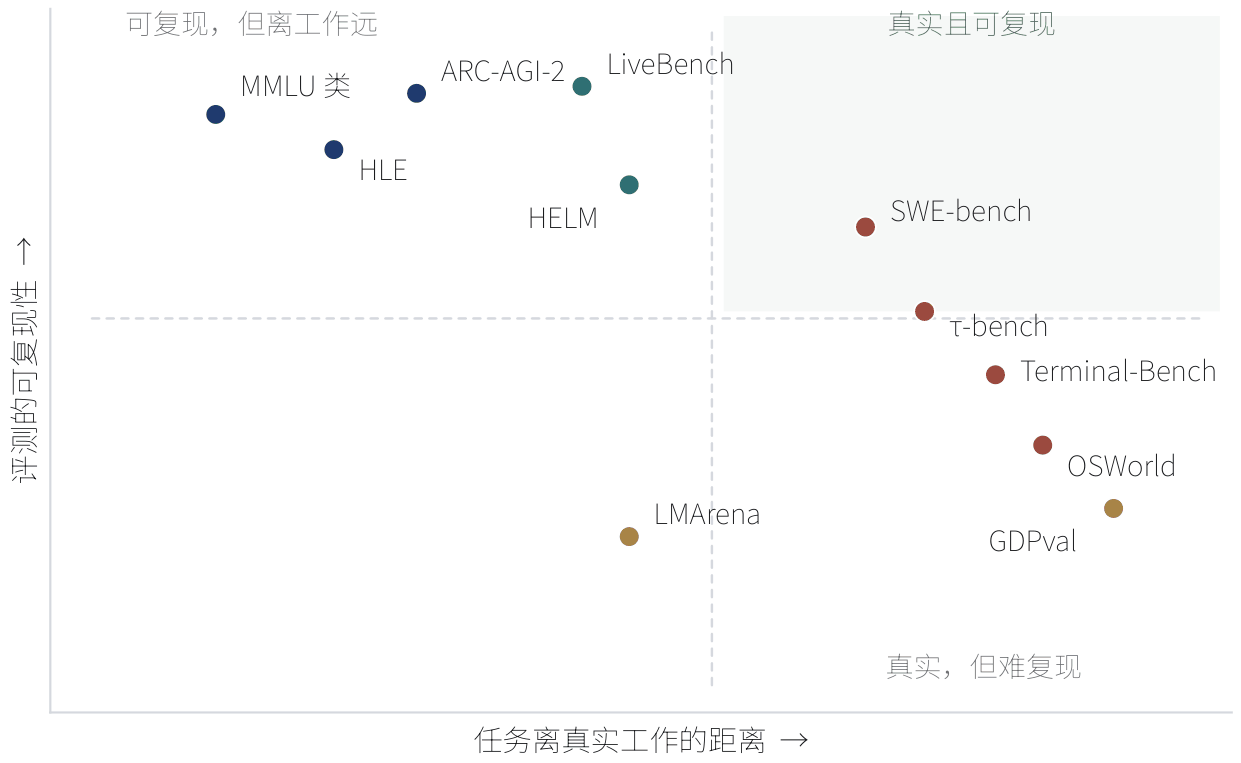 可复现，但离工作远
真实且可复现
MMLU 类
ARC-AGI-2
LiveBench
HLE
HELM
SWE-bench
τ-bench
Terminal-Bench
OSWorld
LMArena
GDPval
真实，但难复现
评测的可复现性 →
任务离真实工作的距离 →